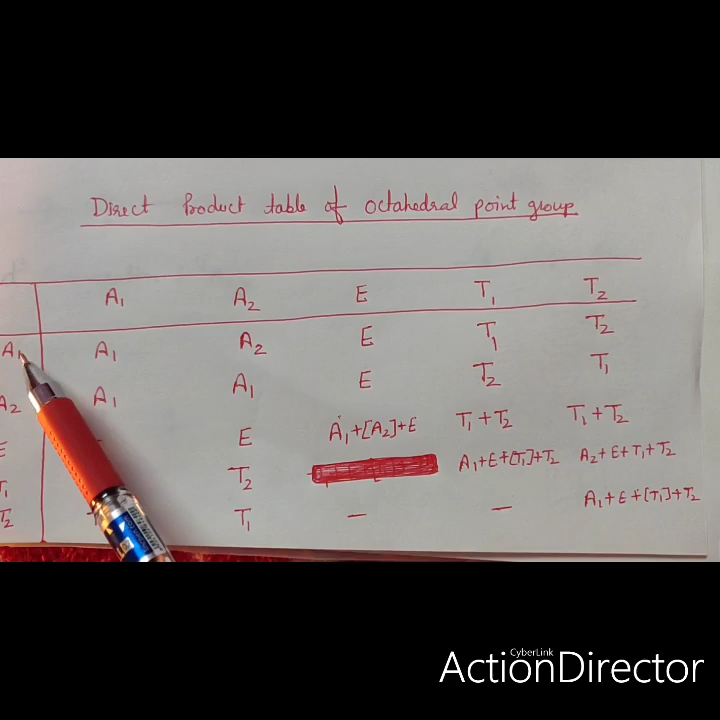 Direct Product table of octahedral point group
A₁ A₂ E T₁ T₂
A₁ A₁ A₂ E T₁ T₂
A₂ A₁ A₁ E T₂ T₁
E - E A₁+[A₂]+E T₁+T₂ T₁+T₂
T₁ T₂ A₁+E+[T₁]+T₂ A₂+E+T₁+T₂
T₂ - T₁ — — A₁+E+[T₁]+T₂
CyberLink
ActionDirector